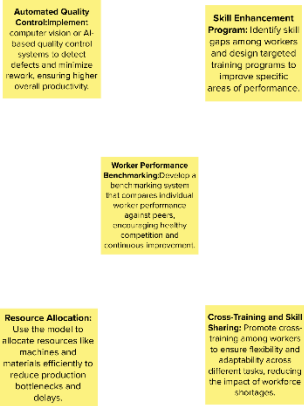 Automated Quality
Control:Implement:
computer vision or AI-
based quality control
systems to detect
defects and minimize
rework, ensuring higher
overall productivity.
Skill Enhancement
Program: Identify skill
gaps among workers
and design targeted
training programs to
improve specific
areas of performance.
Worker Performance
Benchmarking:Develop a
benchmarking system
that compares individual
worker performance
against peers,
encouraging healthy
competition and
continuous improvement.
Resource Allocation:
Use the model to
allocate resources like
machines and
materials efficiently to
reduce production
bottlenecks and
delays.
Cross-Training and Skill
Sharing: Promote cross-
training among workers
to ensure flexibility and
adaptability across
different tasks, reducing
the impact of workforce
shortages.